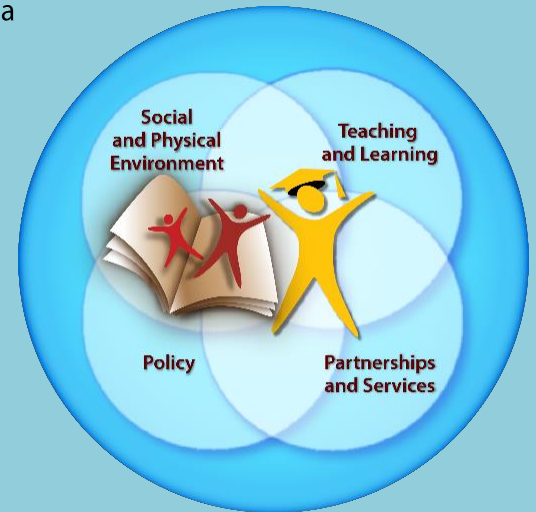 a
Social
and Physical
Environment
Teaching
and Learning
Policy
Partnerships
and Services